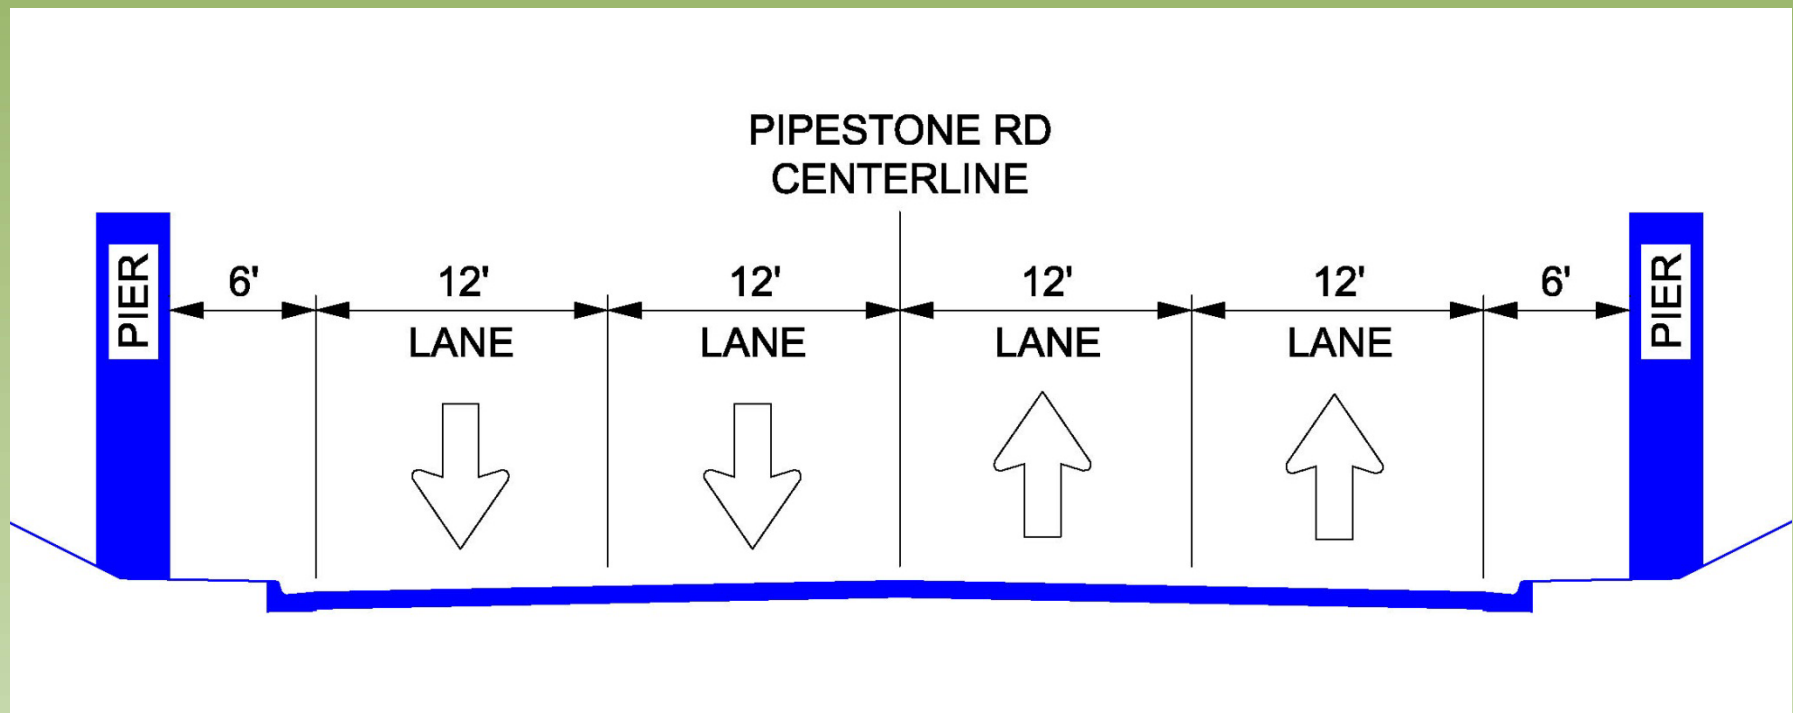 PIPESTONE RD
CENTERLINE
PIER
6'
12'
12'
12'
12'
6'
PIER
LANE
LANE
LANE
LANE